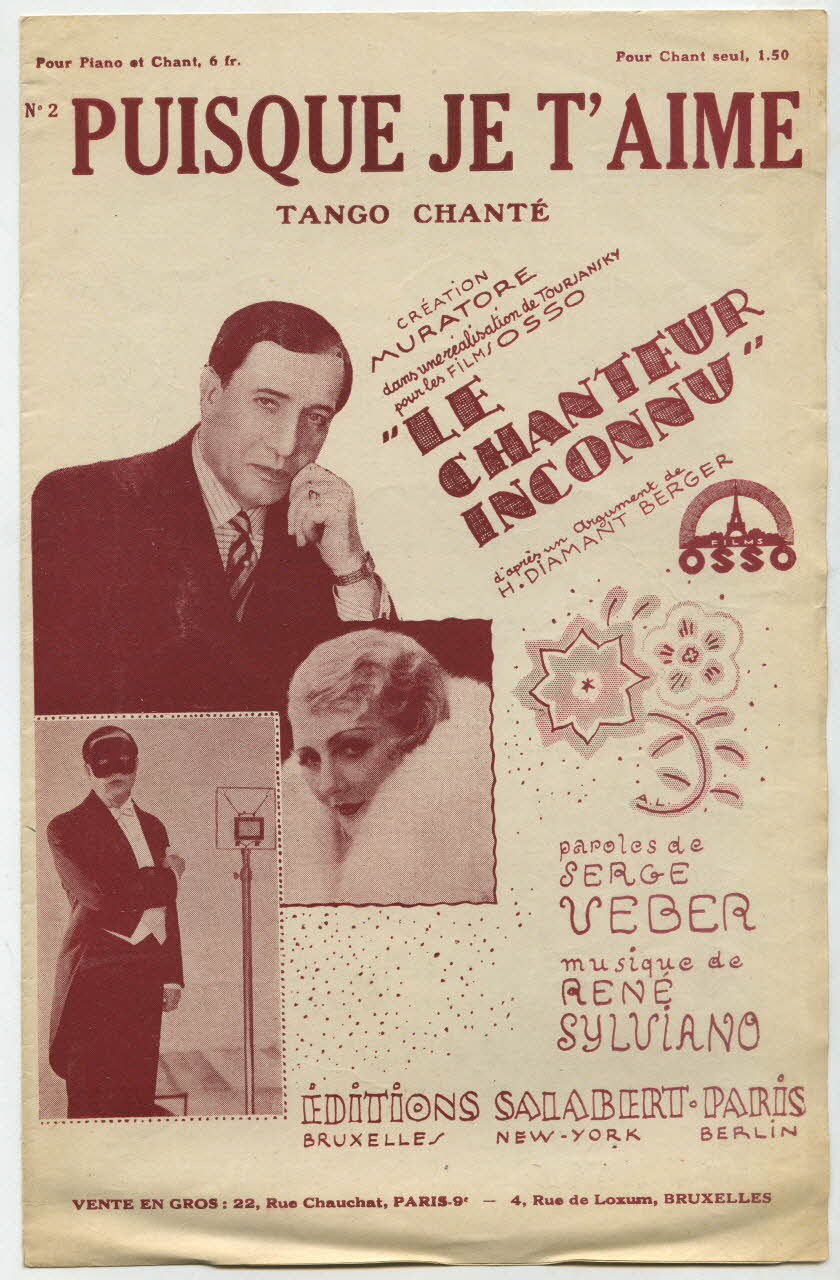 Pour Piano et Chant, 6 fr.
Pour Chant seul, 1.50
N° 2
PUISQUE JE T'AIME
TANGO CHANTÉ
CRÉATION
MURATORE
dans une réalisation de TOURJANSKY
pour les FILMS OSSO
"LE
CHANTEUR
INCONNU"
d'après un argument de
H. DIAMANT BERGER
FILMS
OSSO
A.L.
paroles de
SERGE
VEBER
musique de
RENÉ
SYLVIANO
ÉDITIONS SALABERT • PARIS
BRUXELLES NEW-YORK BERLIN
VENTE EN GROS : 22, Rue Chauchat, PARIS-9e — 4, Rue de Loxum, BRUXELLES